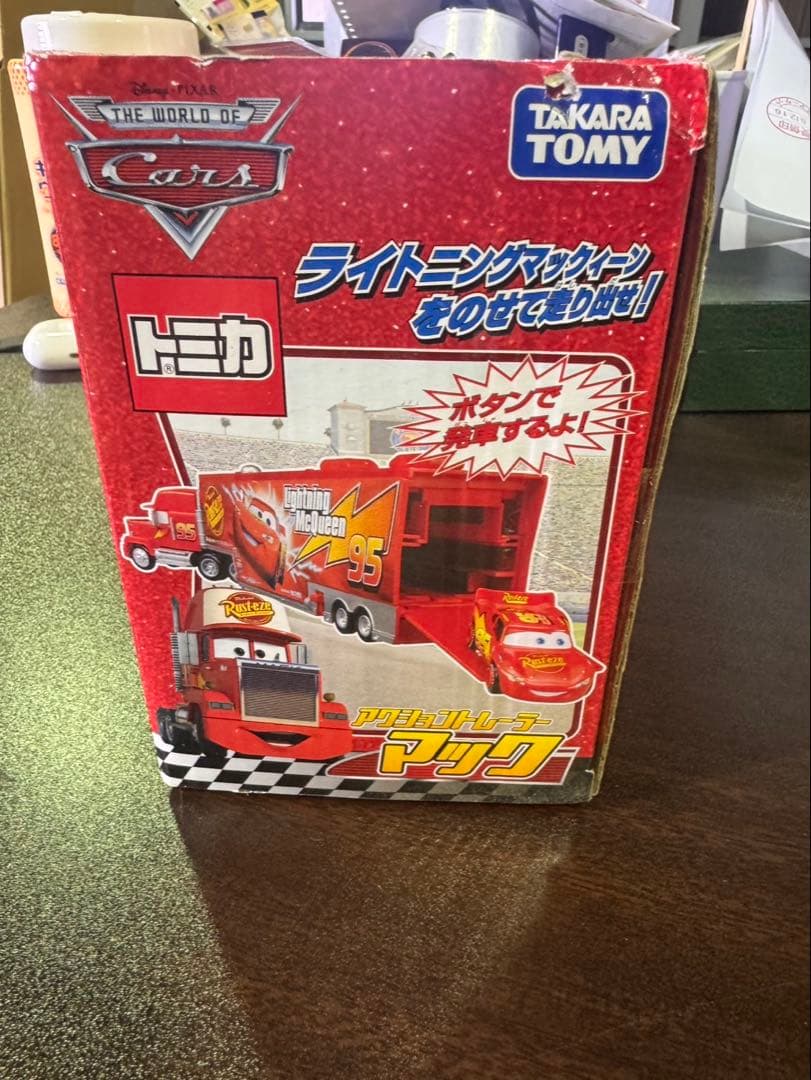 Disney · PIXAR
THE WORLD OF
Cars
TAKARA
TOMY
ライトニングマックィーン
をのせて走り出せ!
トミカ®
ボタンで
発車するよ!
Lightning
McQueen
95
95
Rust-eze
Rust-eze
アクショントレーラー
マック